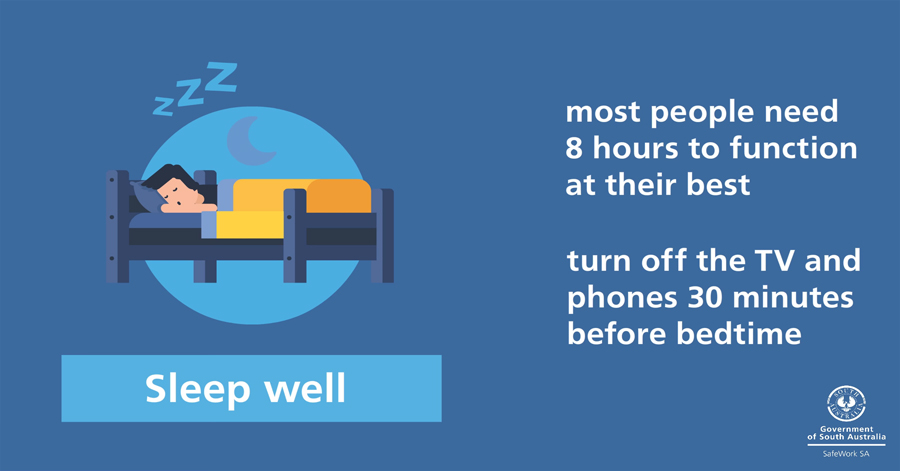 z z z
most people need
8 hours to function
at their best
turn off the TV and
phones 30 minutes
before bedtime
Sleep well
SOUTH
AUSTRALIA
Government
of South Australia
SafeWork SA